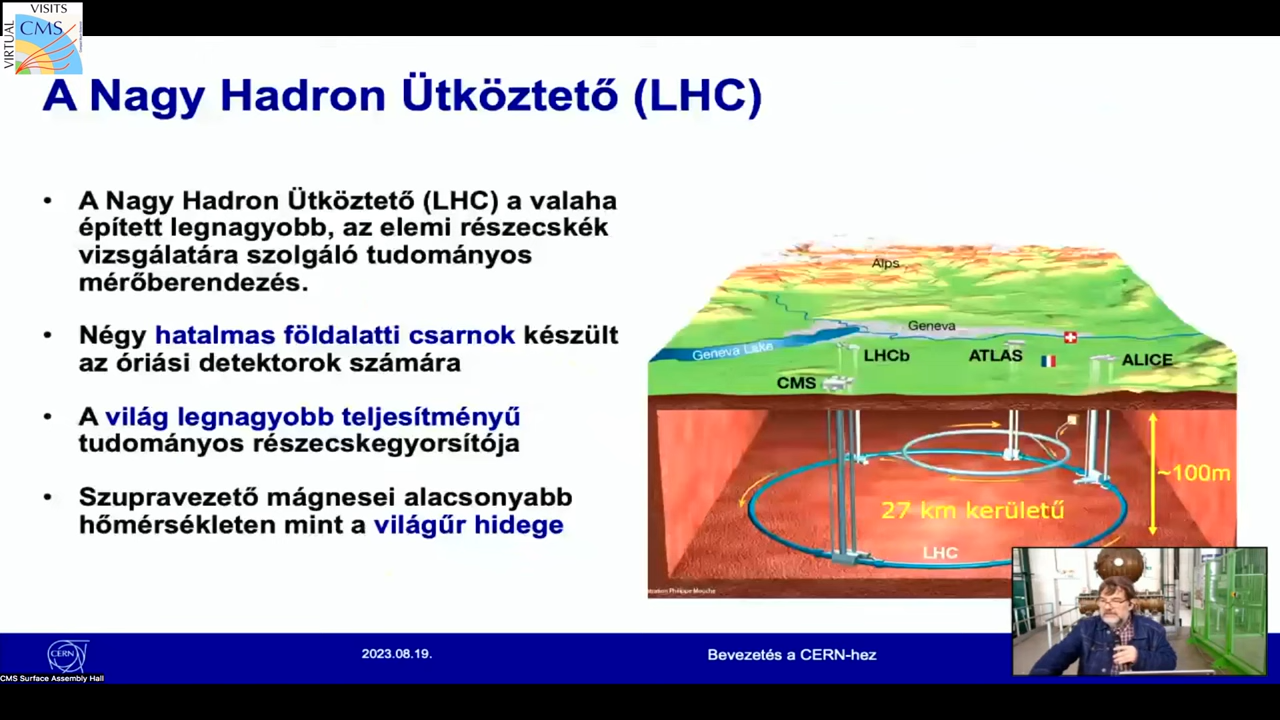 VISITS
CMS
VIRTUAL
A Nagy Hadron Ütköztető (LHC)
• A Nagy Hadron Ütköztető (LHC) a valaha
épített legnagyobb, az elemi részecskék
vizsgálatára szolgáló tudományos
mérőberendezés.
• Négy hatalmas földalatti csarnok készült
az óriási detektorok számára
• A világ legnagyobb teljesítményű
tudományos részecskegyorsítója
• Szupravezető mágnesei alacsonyabb
hőmérsékleten mint a világűr hidege
Alps
Geneva
Geneva Lake
LHCb
ATLAS
ALICE
CMS
~100m
27 km kerületű
LHC
CERN
2023.08.19.
Bevezetés a CERN-hez
CMS Surface Assembly Hall